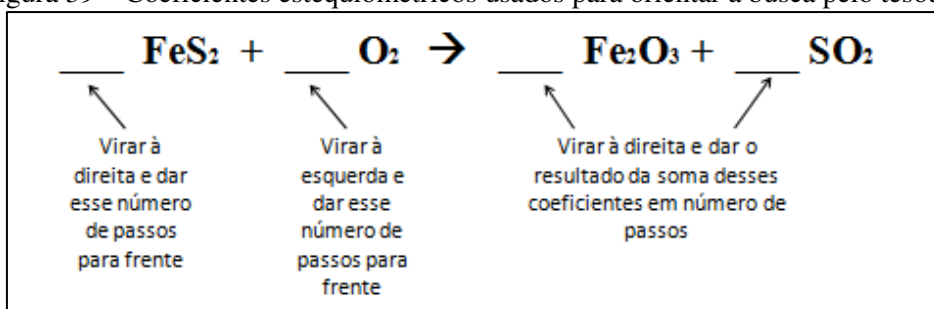 ___ FeS₂ + ___ O₂ → ___ Fe₂O₃ + ___ SO₂
Virar à
direita e dar
esse número
de passos
para frente
Virar à
esquerda e
dar esse
número de
passos para
frente
Virar à direita e dar o
resultado da soma desses
coeficientes em número de
passos